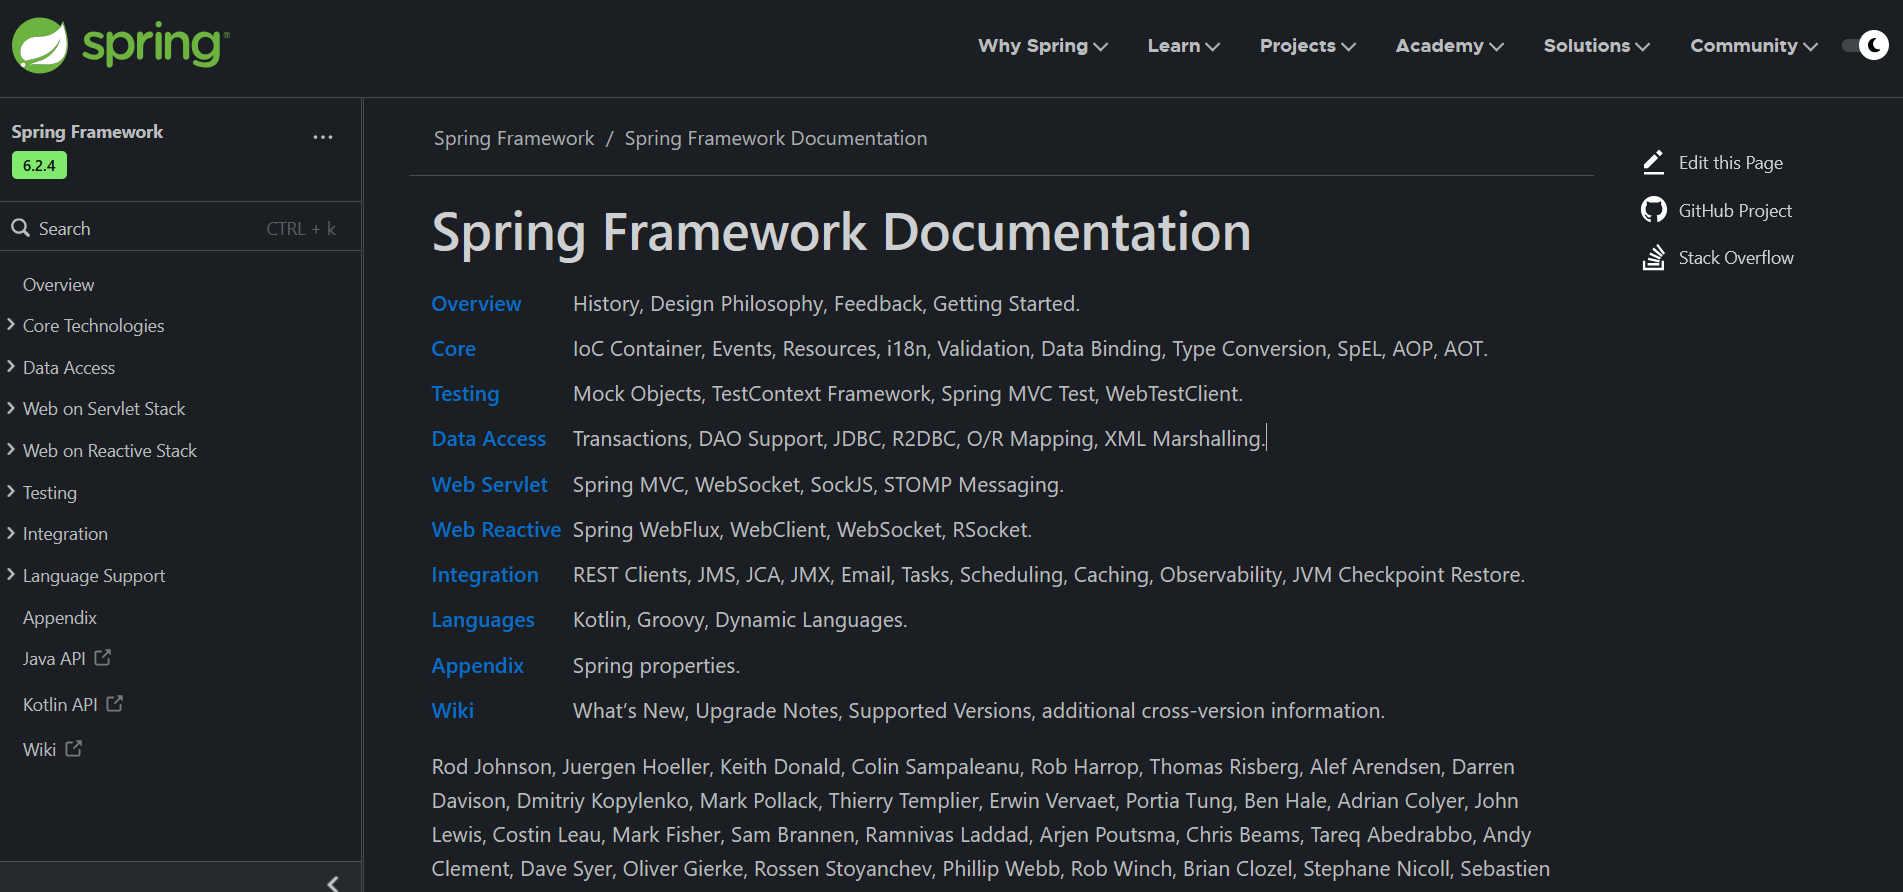 spring
Why Spring
Learn
Projects
Academy
Solutions
Community
Spring Framework
6.2.4
Search
CTRL + k
Overview
Core Technologies
Data Access
Web on Servlet Stack
Web on Reactive Stack
Testing
Integration
Language Support
Appendix
Java API
Kotlin API
Wiki
Spring Framework / Spring Framework Documentation
Spring Framework Documentation
Overview History, Design Philosophy, Feedback, Getting Started.
Core IoC Container, Events, Resources, i18n, Validation, Data Binding, Type Conversion, SpEL, AOP, AOT.
Testing Mock Objects, TestContext Framework, Spring MVC Test, WebTestClient.
Data Access Transactions, DAO Support, JDBC, R2DBC, O/R Mapping, XML Marshalling.
Web Servlet Spring MVC, WebSocket, SockJS, STOMP Messaging.
Web Reactive Spring WebFlux, WebClient, WebSocket, RSocket.
Integration REST Clients, JMS, JCA, JMX, Email, Tasks, Scheduling, Caching, Observability, JVM Checkpoint Restore.
Languages Kotlin, Groovy, Dynamic Languages.
Appendix Spring properties.
Wiki What’s New, Upgrade Notes, Supported Versions, additional cross-version information.
Rod Johnson, Juergen Hoeller, Keith Donald, Colin Sampaleanu, Rob Harrop, Thomas Risberg, Alef Arendsen, Darren
Davison, Dmitriy Kopylenko, Mark Pollack, Thierry Templier, Erwin Vervaet, Portia Tung, Ben Hale, Adrian Colyer, John
Lewis, Costin Leau, Mark Fisher, Sam Brannen, Ramnivas Laddad, Arjen Poutsma, Chris Beams, Tareq Abedrabbo, Andy
Clement, Dave Syer, Oliver Gierke, Rossen Stoyanchev, Phillip Webb, Rob Winch, Brian Clozel, Stephane Nicoll, Sebastien
Edit this Page
GitHub Project
Stack Overflow